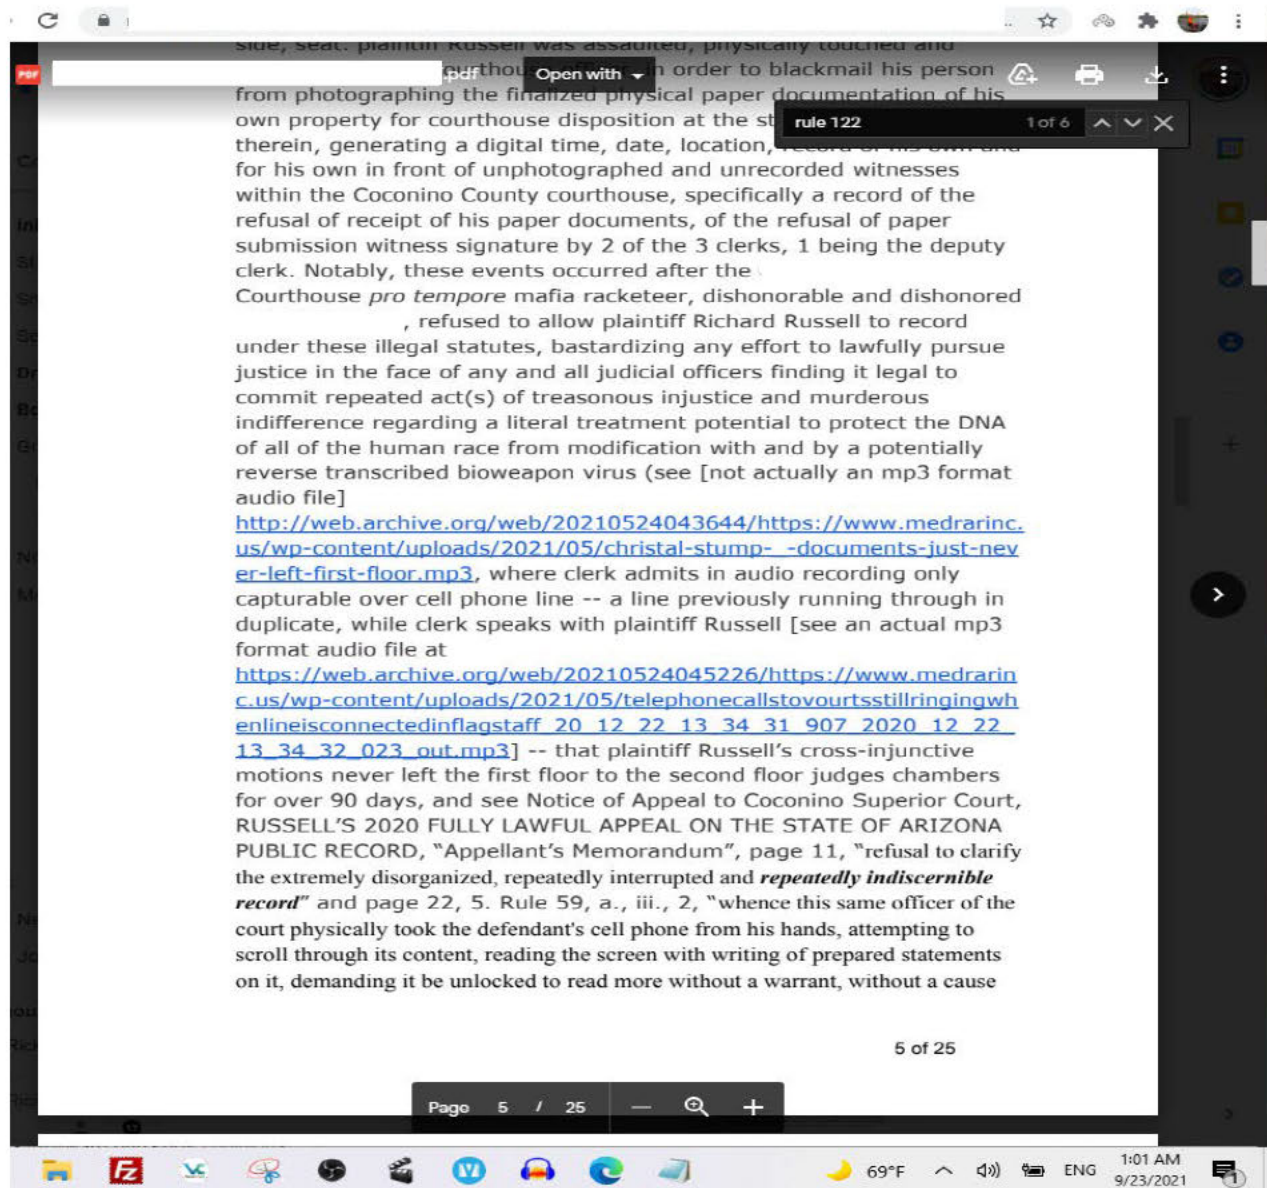 side, seat. plaintiff Russell was assaulted, physically touched and
PDF
.pdf
Open with
in order to blackmail his person
from photographing the finalized physical paper documentation of his
own property for courthouse disposition at the
rule 122
1 of 6
therein, generating a digital time, date, location,
for his own in front of unphotographed and unrecorded witnesses
within the Coconino County courthouse, specifically a record of the
refusal of receipt of his paper documents, of the refusal of paper
submission witness signature by 2 of the 3 clerks, 1 being the deputy
clerk. Notably, these events occurred after the
Courthouse pro tempore mafia racketeer, dishonorable and dishonored
, refused to allow plaintiff Richard Russell to record
under these illegal statutes, bastardizing any effort to lawfully pursue
justice in the face of any and all judicial officers finding it legal to
commit repeated act(s) of treasonous injustice and murderous
indifference regarding a literal treatment potential to protect the DNA
of all of the human race from modification with and by a potentially
reverse transcribed bioweapon virus (see [not actually an mp3 format
audio file]
http://web.archive.org/web/20210524043644/https://www.medrarinc.
us/wp-content/uploads/2021/05/christal-stump-_-documents-just-nev
er-left-first-floor.mp3, where clerk admits in audio recording only
capturable over cell phone line -- a line previously running through in
duplicate, while clerk speaks with plaintiff Russell [see an actual mp3
format audio file at
https://web.archive.org/web/20210524045226/https://www.medrarin
c.us/wp-content/uploads/2021/05/telephonecallstovourtsstillringingwh
enlineisconnectedinflagstaff_20_12_22_13_34_31_907_2020_12_22_
13_34_32_023_out.mp3] -- that plaintiff Russell's cross-injunctive
motions never left the first floor to the second floor judges chambers
for over 90 days, and see Notice of Appeal to Coconino Superior Court,
RUSSELL'S 2020 FULLY LAWFUL APPEAL ON THE STATE OF ARIZONA
PUBLIC RECORD, "Appellant's Memorandum", page 11, "refusal to clarify
the extremely disorganized, repeatedly interrupted and repeatedly indiscernible
record" and page 22, 5. Rule 59, a., iii., 2, "whence this same officer of the
court physically took the defendant's cell phone from his hands, attempting to
scroll through its content, reading the screen with writing of prepared statements
on it, demanding it be unlocked to read more without a warrant, without a cause
5 of 25
Page 5 / 25
69°F
ENG
1:01 AM
9/23/2021
1